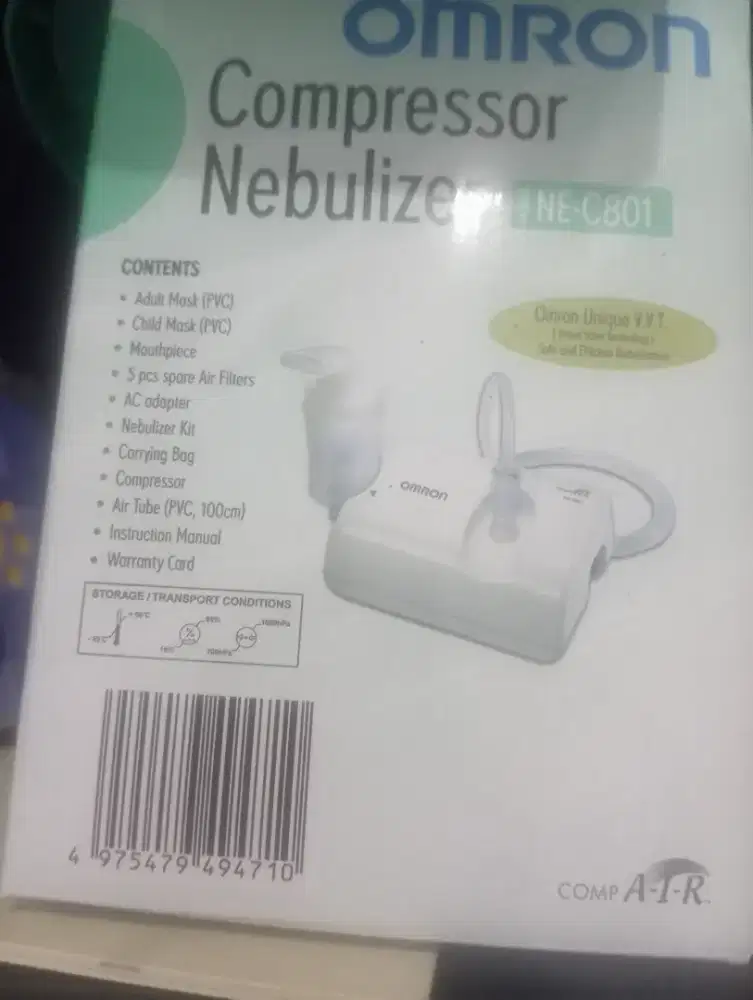 OMRON
Compressor
Nebulizer NE-C801
CONTENTS
• Adult Mask (PVC)
• Child Mask (PVC)
• Mouthpiece
• 5 pcs spare Air Filters
• AC adapter
• Nebulizer Kit
• Carrying Bag
• Compressor
• Air Tube (PVC, 100cm)
• Instruction Manual
• Warranty Card
Omron Unique V.V.T.
OMRON
STORAGE / TRANSPORT CONDITIONS
4 975479 494710
COMP A-I-R